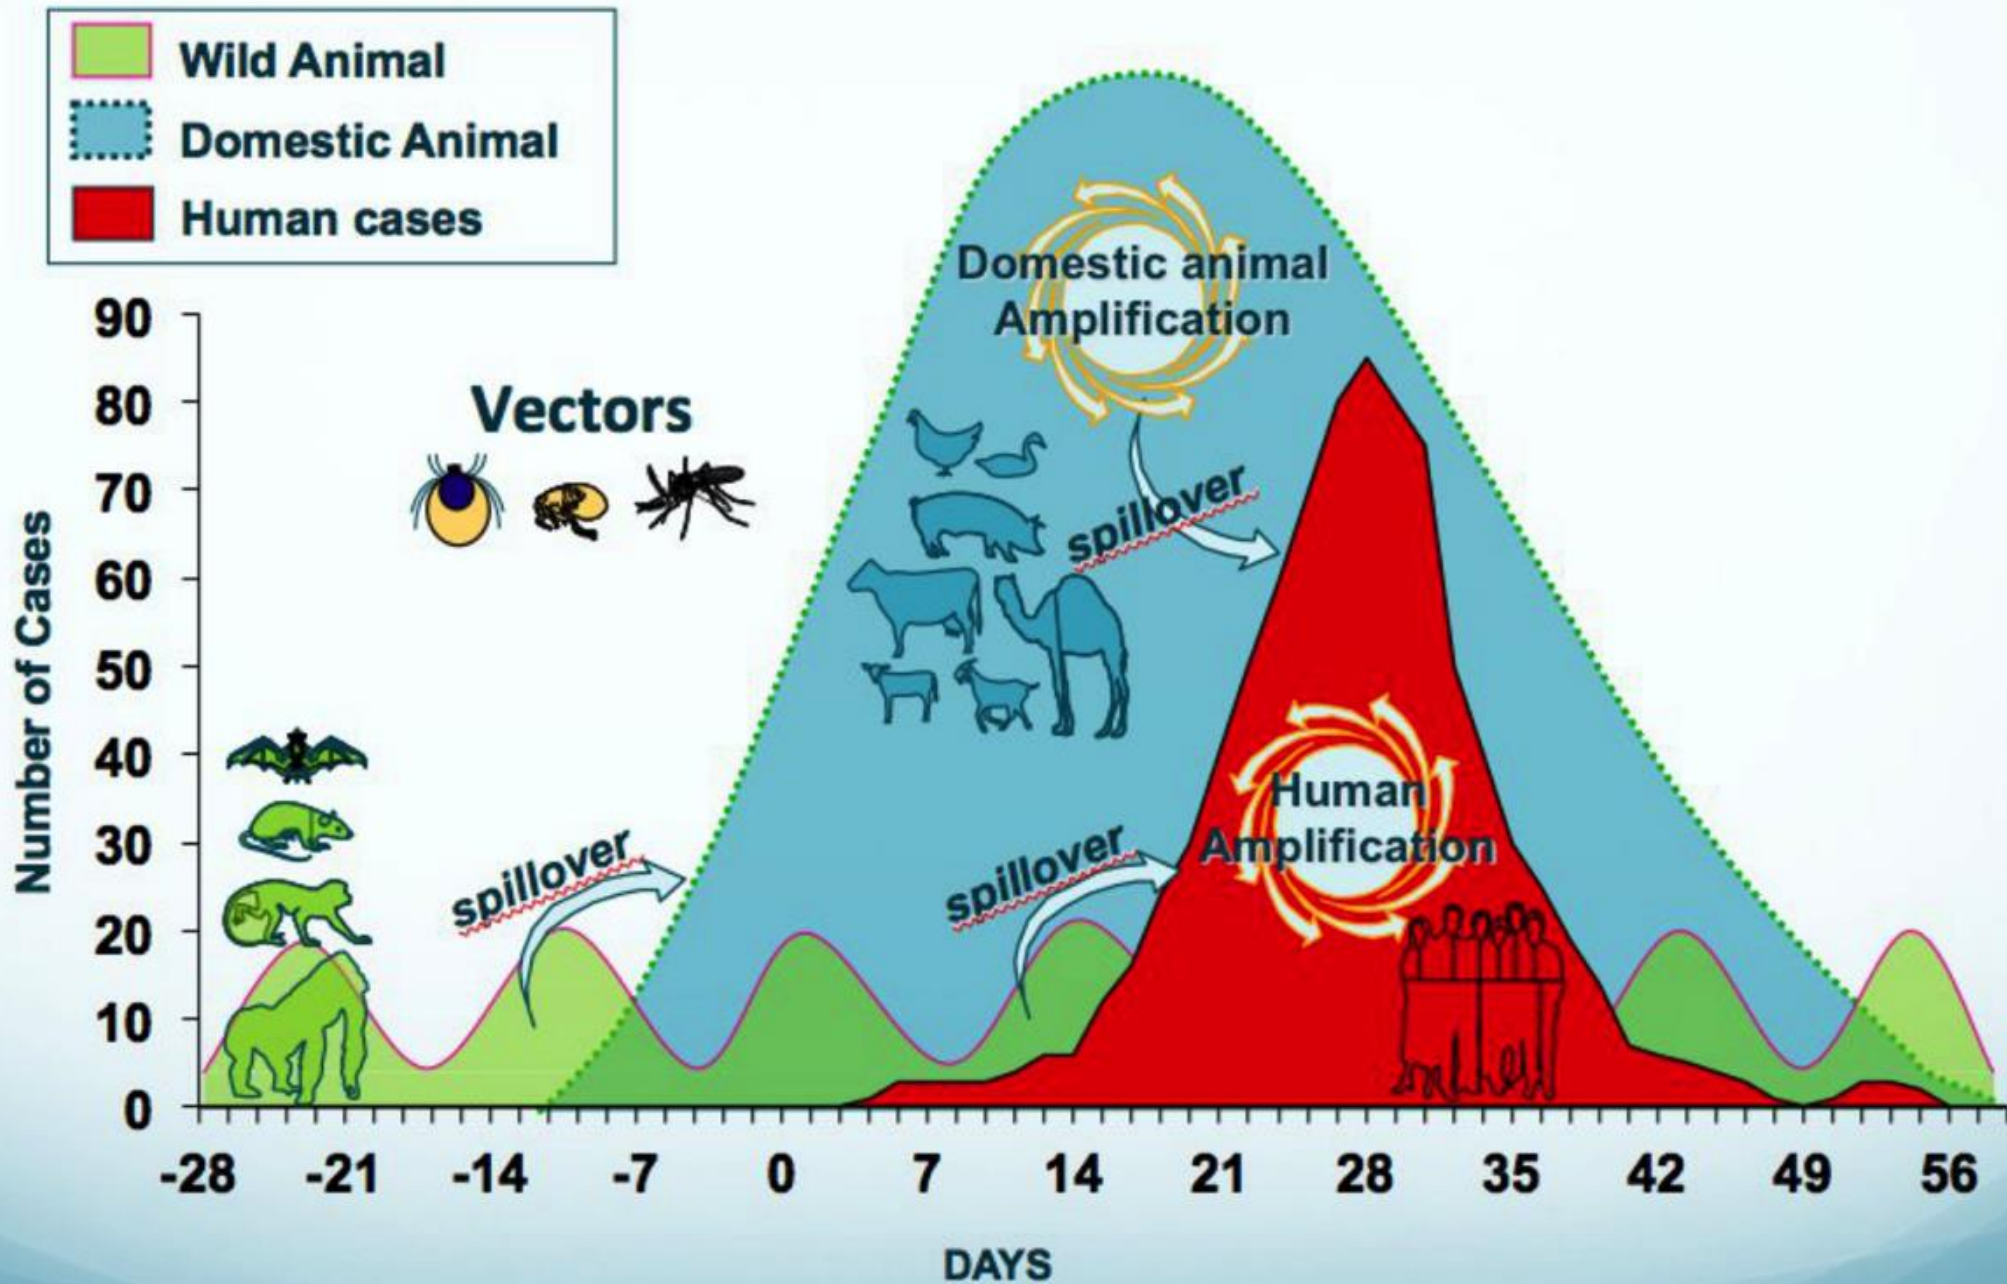 Wild Animal
Domestic Animal
Human cases
Domestic animal
Amplification
Vectors
spillover
spillover
spillover
Human
Amplification
Number of Cases
90
80
70
60
50
40
30
20
10
0
-28 -21 -14 -7 0 7 14 21 28 35 42 49 56
DAYS